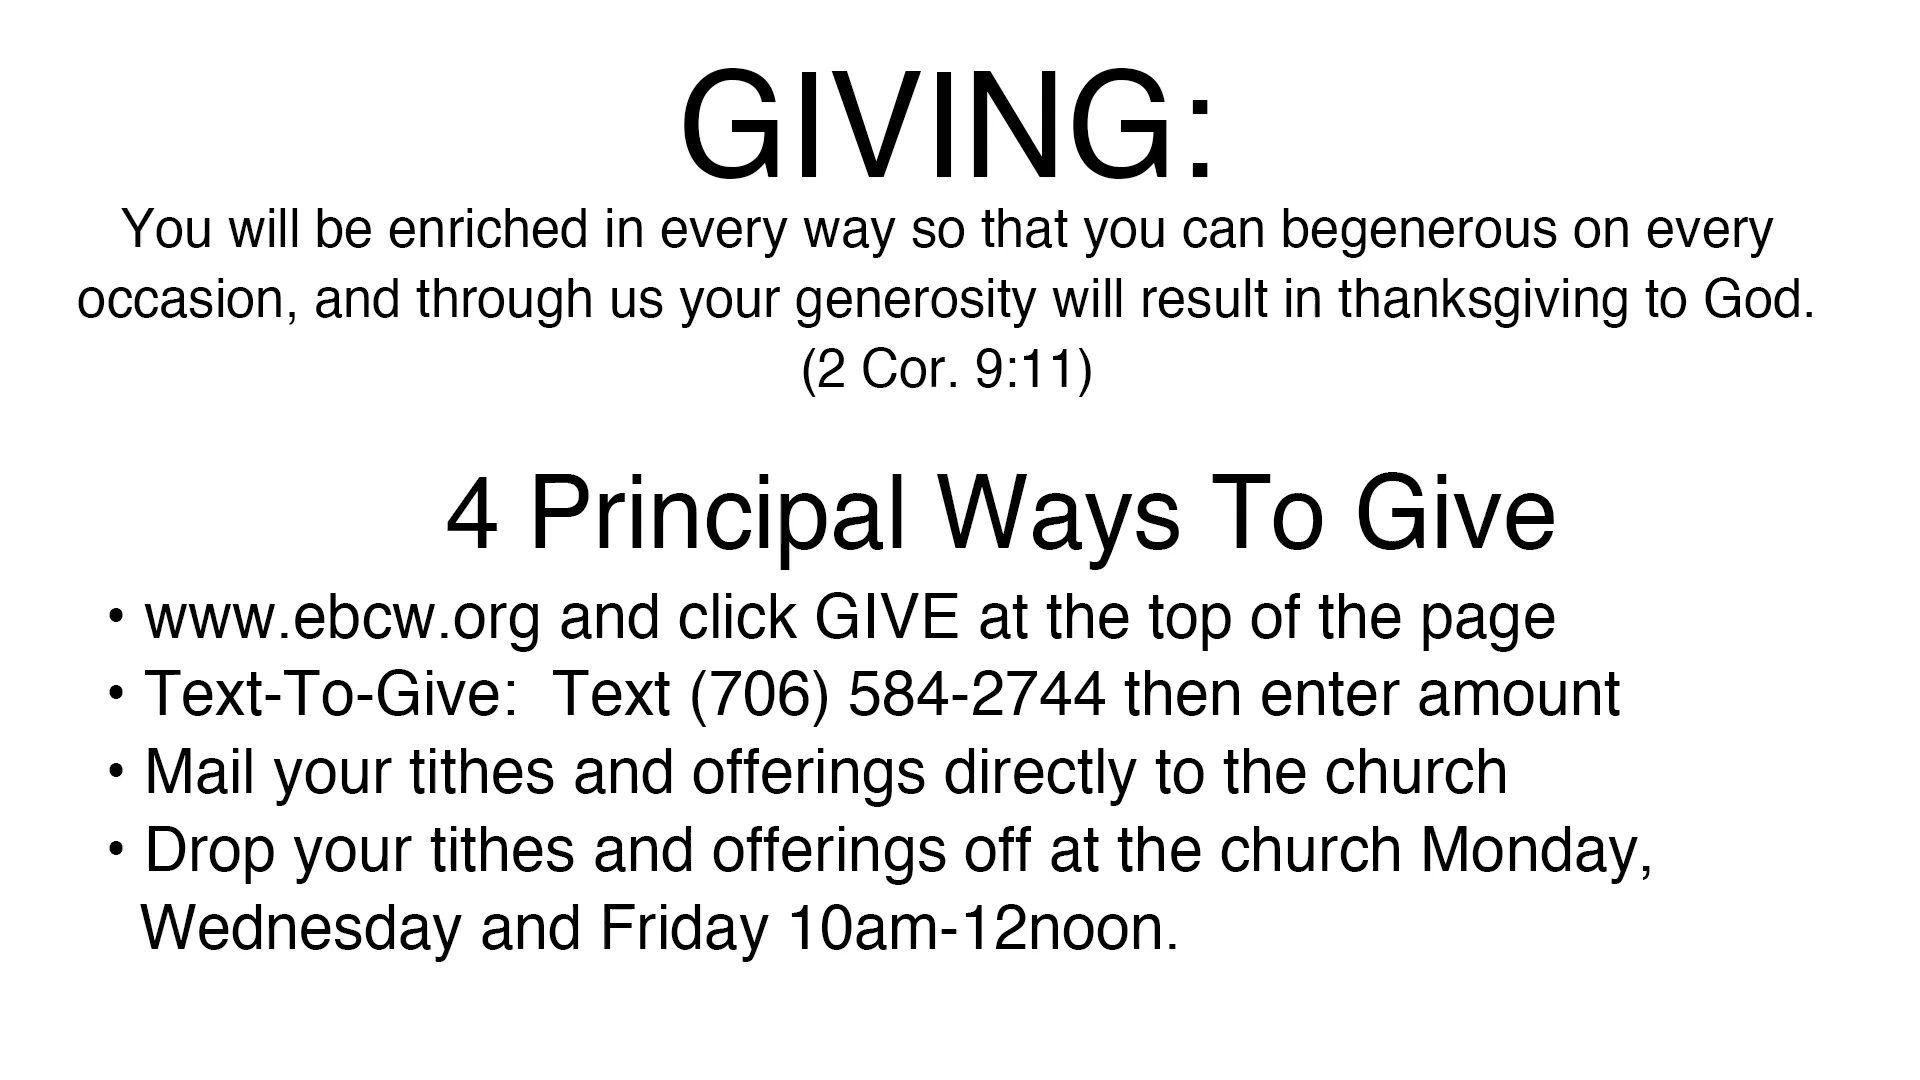 GIVING:
You will be enriched in every way so that you can begenerous on every
occasion, and through us your generosity will result in thanksgiving to God.
(2 Cor. 9:11)
4 Principal Ways To Give
• www.ebcw.org and click GIVE at the top of the page
• Text-To-Give:  Text (706) 584-2744 then enter amount
• Mail your tithes and offerings directly to the church
• Drop your tithes and offerings off at the church Monday,
Wednesday and Friday 10am-12noon.